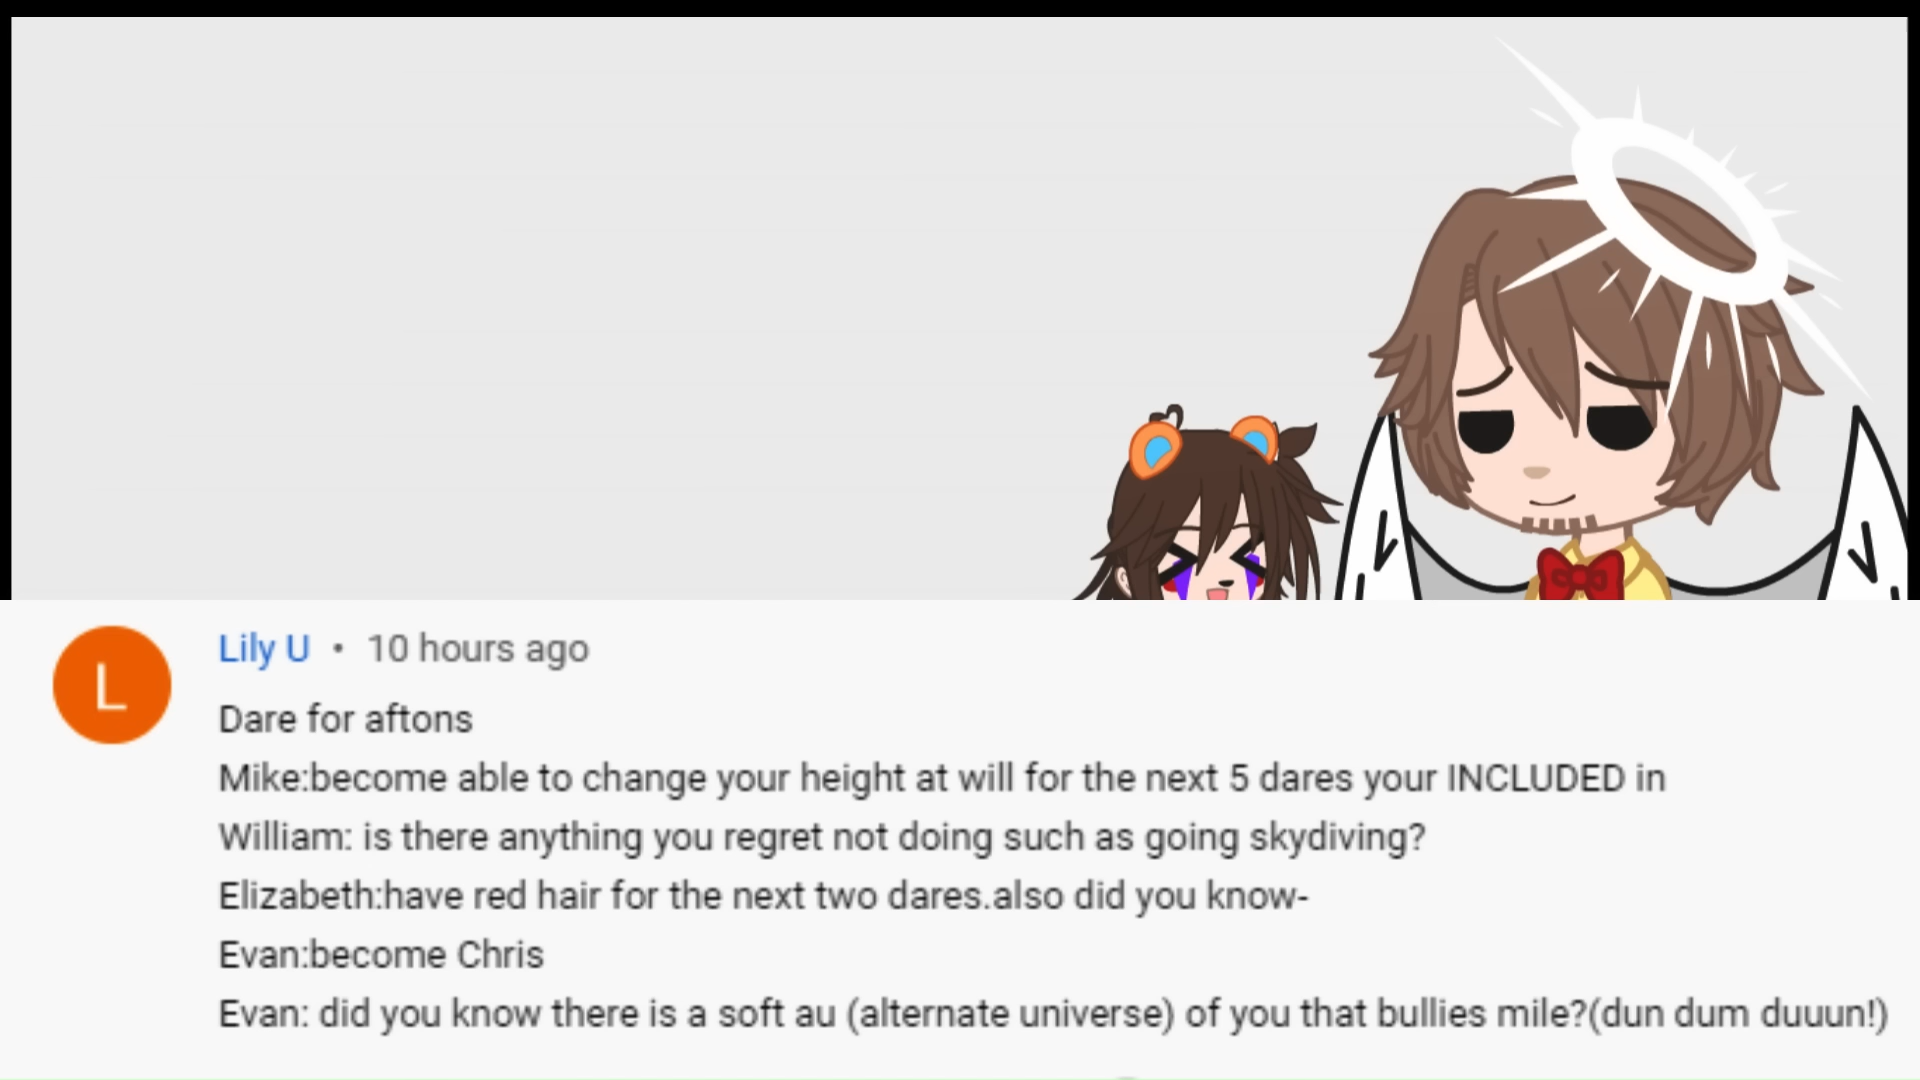 L
Lily U • 10 hours ago
Dare for aftons
Mike:become able to change your height at will for the next 5 dares your INCLUDED in
William: is there anything you regret not doing such as going skydiving?
Elizabeth:have red hair for the next two dares.also did you know-
Evan:become Chris
Evan: did you know there is a soft au (alternate universe) of you that bullies mile?(dun dum duuun!)